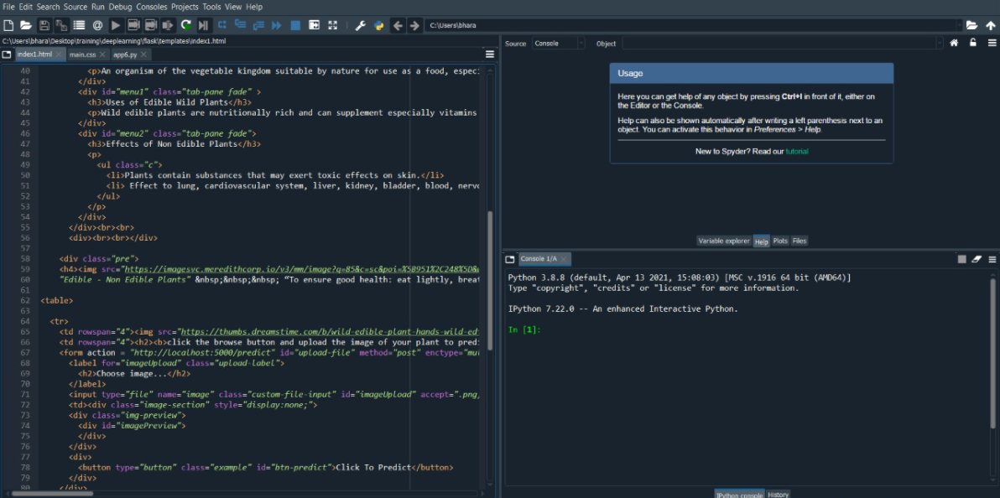 File Edit Search Source Run Debug Consoles Projects Tools View Help
C:\Users\bhara
C:\Users\bhara\Desktop\training\deeplearning\flask\templates\index1.html
index1.html
main.css
app6.py
40 <p>An organism of the vegetable kingdom suitable by nature for use as a food, especi
41 </div>
42 <div id="menu1" class="tab-pane fade" >
43 <h3>Uses of Edible Wild Plants</h3>
44 <p>Wild edible plants are nutritionally rich and can supplement especially vitamins
45 </div>
46 <div id="menu2" class="tab-pane fade">
47 <h3>Effects of Non Edible Plants</h3>
48 <p>
49 <ul class="c">
50 <li>Plants contain substances that may exert toxic effects on skin.</li>
51 <li> Effect to lung, cardiovascular system, liver, kidney, bladder, blood, nervo
52 </ul>
53 </p>
54 </div>
55 </div><br><br>
56 <div><br><br></div>
57
58 <div class="pre">
59 <h4><img src="https://imagesvc.meredithcorp.io/v3/mm/image?q=85&c=sc&poi=%5B951%2C248%5D&
60 "Edible - Non Edible Plants" &nbsp;&nbsp;&nbsp; “To ensure good health: eat lightly, breat
61
62 <table>
63
64 <tr>
65 <td rowspan="4"><img src="https://thumbs.dreamstime.com/b/wild-edible-plant-hands-wild-ed
66 <td rowspan="4"><h2><b>click the browse button and upload the image of your plant to predi
67 <form action = "http://localhost:5000/predict" id="upload-file" method="post" enctype="mul
68 <label for="imageUpload" class="upload-label">
69 <h2>Choose image...</h2>
70 </label>
71 <input type="file" name="image" class="custom-file-input" id="imageUpload" accept=".png,
72 <td><div class="image-section" style="display:none;">
73 <div class="img-preview">
74 <div id="imagePreview">
75 </div>
76 </div>
77 <div>
78 <button type="button" class="example" id="btn-predict">Click To Predict</button>
79 </div>
80 </div>
Source Console Object
Usage
Here you can get help of any object by pressing Ctrl+I in front of it, either on
the Editor or the Console.
Help can also be shown automatically after writing a left parenthesis next to an
object. You can activate this behavior in Preferences > Help.
New to Spyder? Read our tutorial
Variable explorer Help Plots Files
Console 1/A
Python 3.8.8 (default, Apr 13 2021, 15:08:03) [MSC v.1916 64 bit (AMD64)]
Type "copyright", "credits" or "license" for more information.
IPython 7.22.0 -- An enhanced Interactive Python.
In [1]:
IPython console History